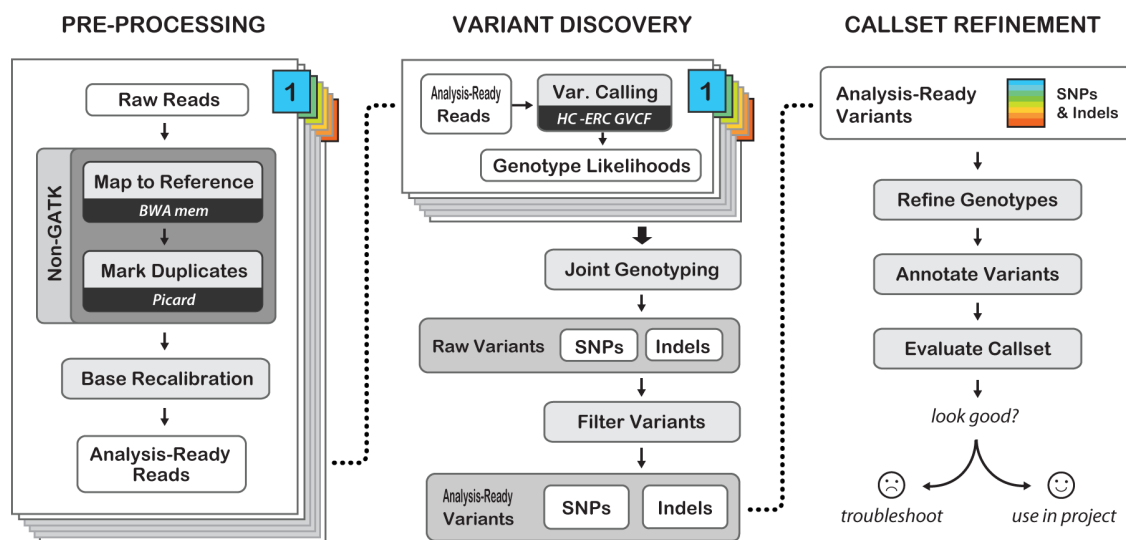 PRE-PROCESSING
1
Raw Reads
Non-GATK
Map to Reference
BWA mem
Mark Duplicates
Picard
Base Recalibration
Analysis-Ready
Reads
VARIANT DISCOVERY
1
Analysis-Ready
Reads
Var. Calling
HC -ERC GVCF
Genotype Likelihoods
Joint Genotyping
Raw Variants
SNPs
Indels
Filter Variants
Analysis-Ready
Variants
SNPs
Indels
CALLSET REFINEMENT
Analysis-Ready
Variants
SNPs
& Indels
Refine Genotypes
Annotate Variants
Evaluate Callset
look good?
troubleshoot
use in project